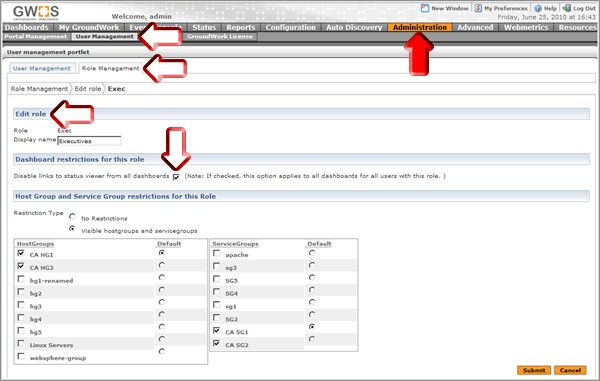 GWOS
New Window | My Preferences | Help | Log Out
Welcome, admin
Friday, June 25, 2010 at 16:43
Dashboards My GroundWork Status Reports Configuration Auto Discovery Administration Advanced Webmetrics Resources
Portal Management User Management GroundWork License
User management portlet
User Management Role Management
Role Management Edit role Exec
Edit role
Role Exec
Display name Executives
Dashboard restrictions for this role
Disable links to status viewer from all dashboards (Note: If checked, this option applies to all dashboards for all users with this role. )
Host Group and Service Group restrictions for this Role
Restriction Type No Restrictions
Visible hostgroups and servicegroups
HostGroups Default ServiceGroups Default
CA HG1 apache
CA HG2 sg3
hg1-renamed SG5
hg2 SG4
hg3 sg1
hg4 SG2
hg5 CA SG1
Linux Servers CA SG2
websphere-group
Submit Cancel